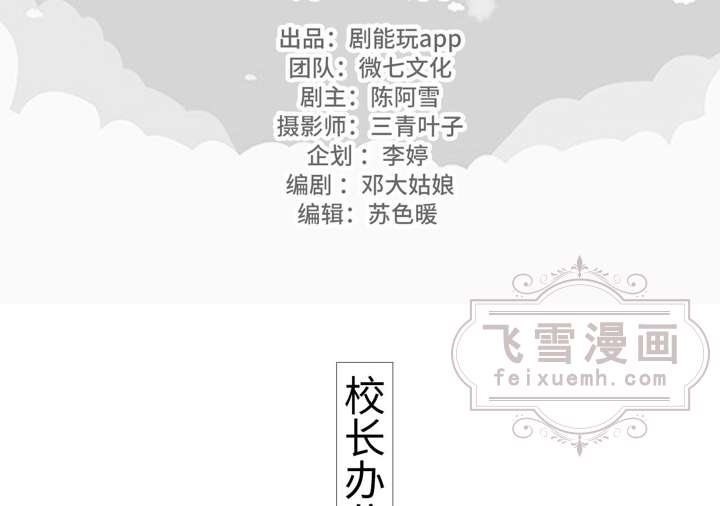 出品：剧能玩app
团队：微七文化
剧主：陈阿雪
摄影师：三青叶子
企划：李婷
编剧：邓大姑娘
编辑：苏色暖
飞雪漫画
feixuemh.com
校长办